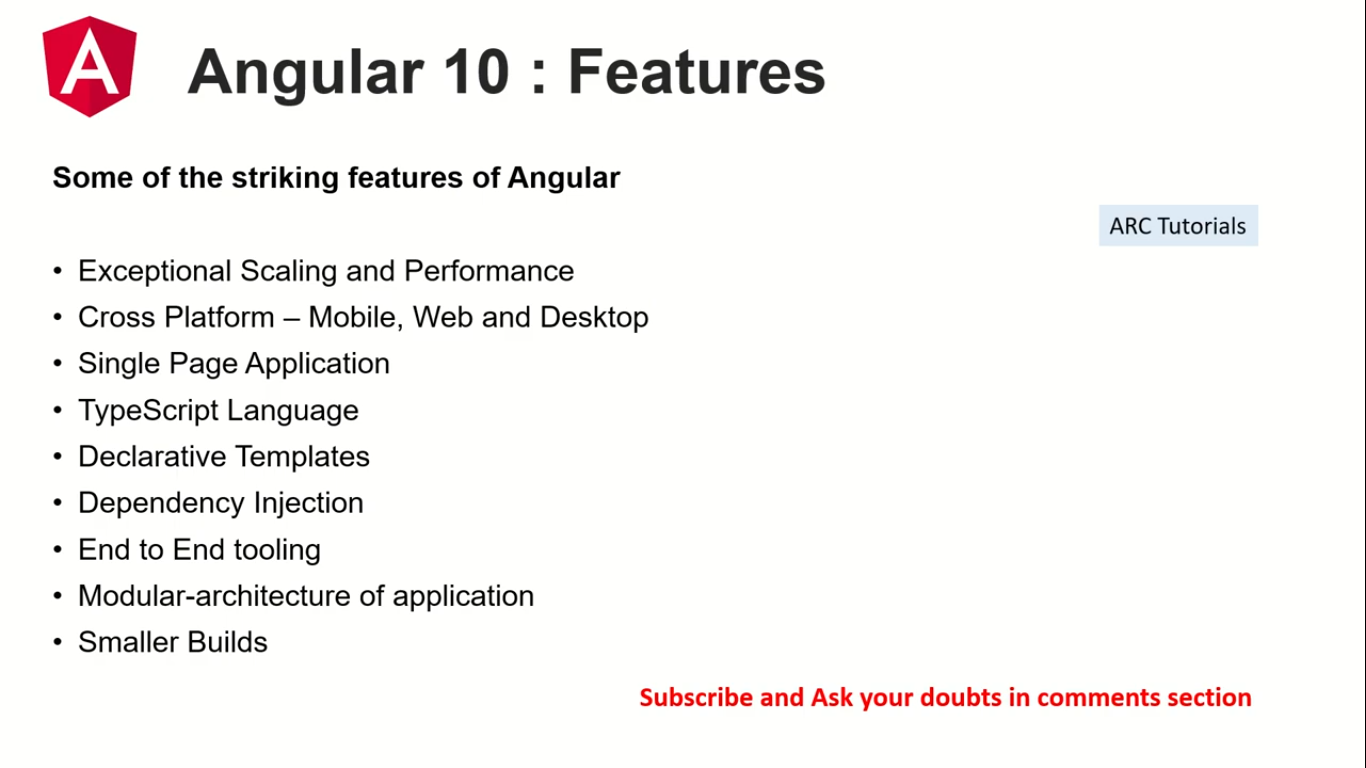 A
Angular 10 : Features
Some of the striking features of Angular
ARC Tutorials
• Exceptional Scaling and Performance
• Cross Platform – Mobile, Web and Desktop
• Single Page Application
• TypeScript Language
• Declarative Templates
• Dependency Injection
• End to End tooling
• Modular-architecture of application
• Smaller Builds
Subscribe and Ask your doubts in comments section